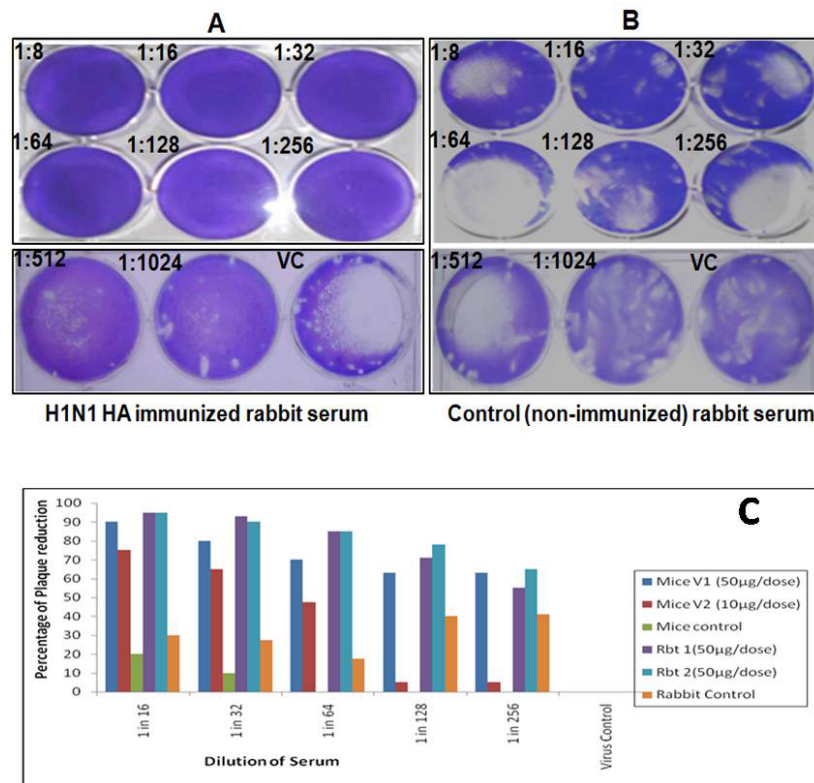 A
B
1:8 1:16 1:32
1:8 1:16 1:32
1:64 1:128 1:256
1:64 1:128 1:256
1:512 1:1024 VC
1:512 1:1024 VC
H1N1 HA immunized rabbit serum
Control (non-immunized) rabbit serum
C
Percentage of Plaque reduction
100
90
80
70
60
50
40
30
20
10
0
1 in 16
1 in 32
1 in 64
1 in 128
1 in 256
Virus Control
Dilution of Serum
Mice V1 (50µg/dose)
Mice V2 (10µg/dose)
Mice control
Rbt 1(50µg/dose)
Rbt 2(50µg/dose)
Rabbit Control